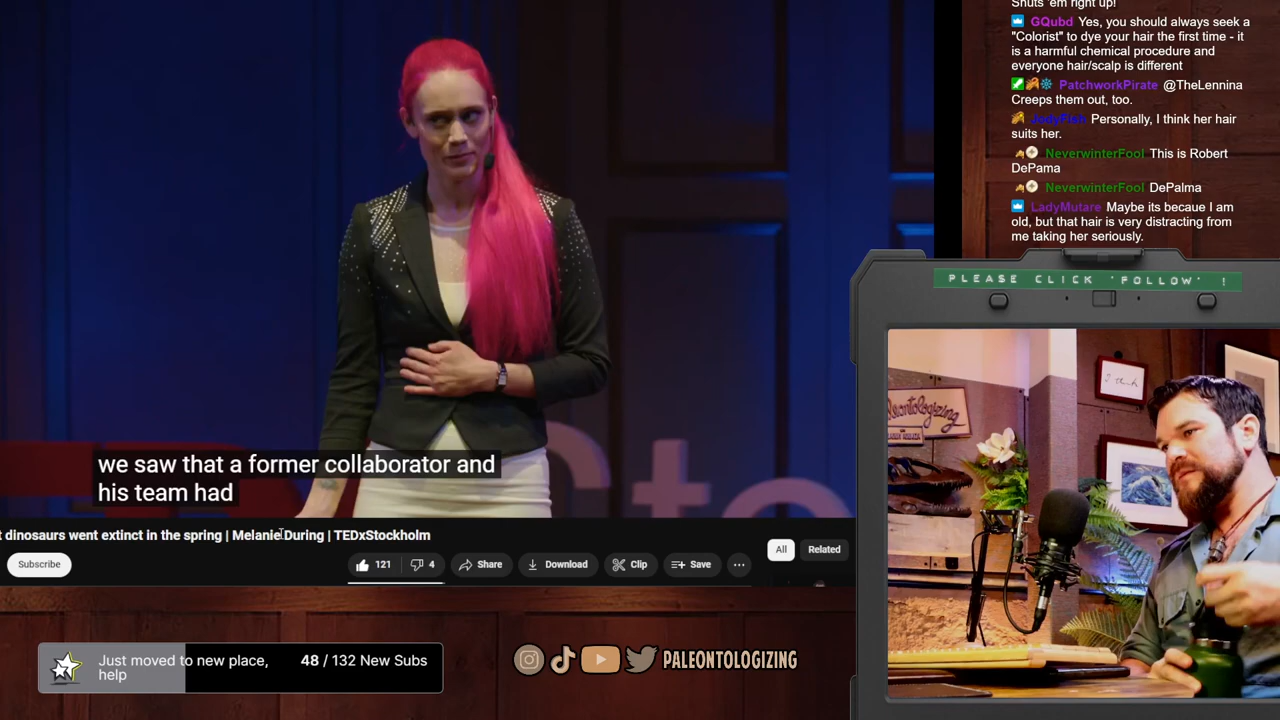 Shuts 'em right up!
GQubd Yes, you should always seek a
"Colorist" to dye your hair the first time - it
is a harmful chemical procedure and
everyone hair/scalp is different
PatchworkPirate @TheLennina
Creeps them out, too.
JodyFish Personally, I think her hair
suits her.
NeverwinterFool This is Robert
DePama
NeverwinterFool DePalma
LadyMutare Maybe its becaue I am
old, but that hair is very distracting from
me taking her seriously.
PLEASE CLICK 'FOLLOW' !
we saw that a former collaborator and
his team had
t dinosaurs went extinct in the spring | Melanie During | TEDxStockholm
Subscribe
121
4
Share
Download
Clip
Save
All
Related
Just moved to new place,
help
48 / 132 New Subs
PALEONTOLOGIZING